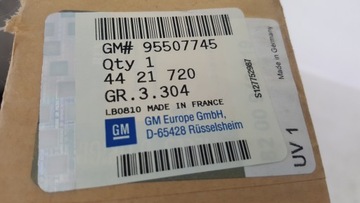 GM# 95507745
Qty 1
44 21 720
GR.3.304
LB0810 MADE IN FRANCE
GM
GM Europe GmbH,
D-65428 Rüsselsheim
Made in Germany
UV 1